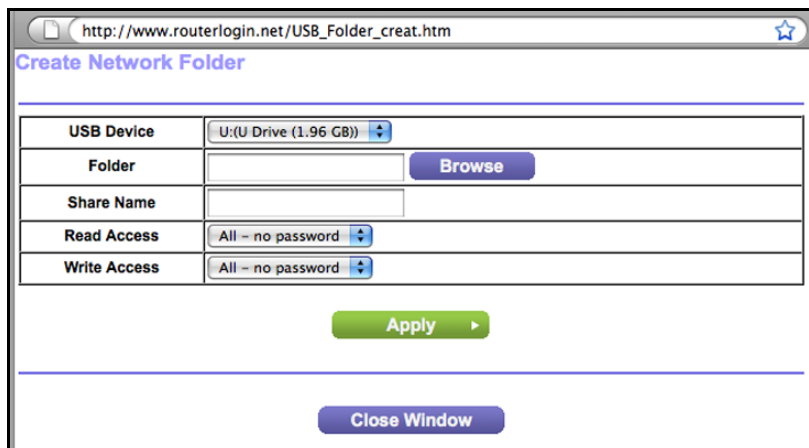 http://www.routerlogin.net/USB_Folder_creat.htm
Create Network Folder
USB Device U:(U Drive (1.96 GB))
Folder Browse
Share Name
Read Access All – no password
Write Access All – no password
Apply
Close Window